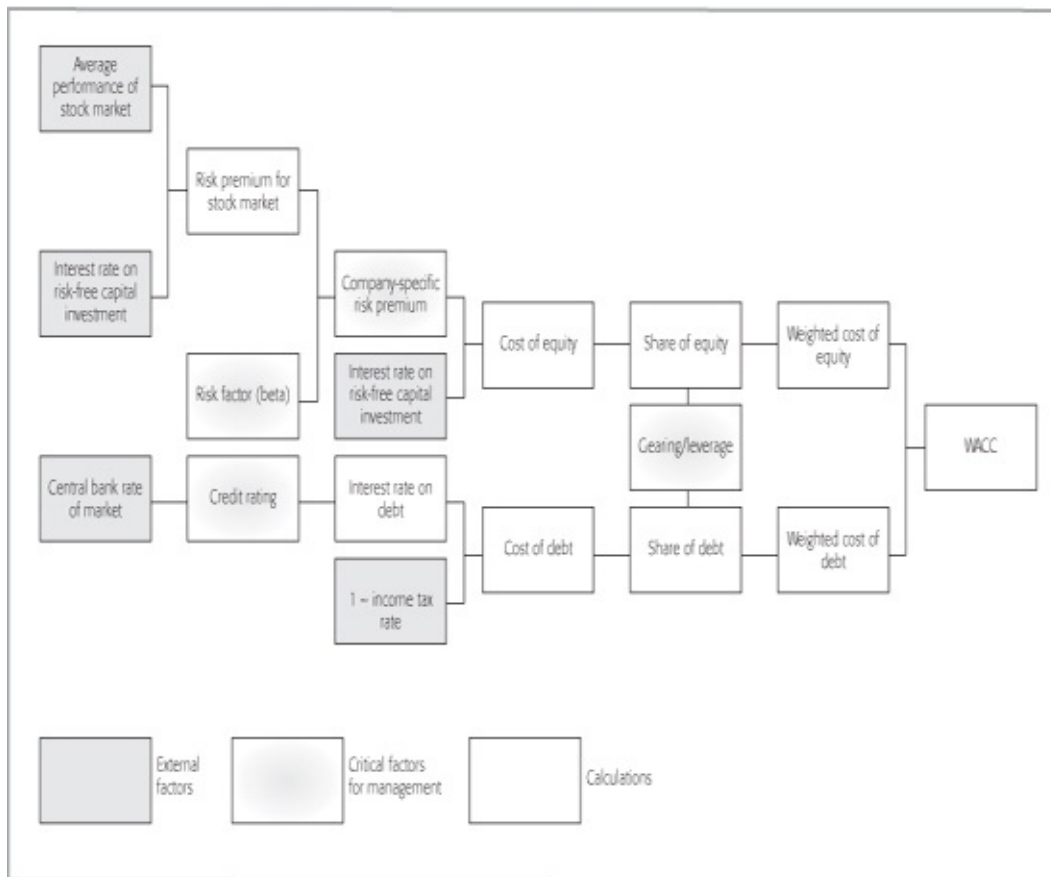 Average
performance of
stock market
Risk premium for
stock market
Interest rate on
risk-free capital
investment
Company-specific
risk premium
Cost of equity
Share of equity
Weighted cost of
equity
Risk factor (beta)
Interest rate on
risk-free capital
investment
Gearing/leverage
WACC
Central bank rate
of market
Credit rating
Interest rate on
debt
Cost of debt
Share of debt
Weighted cost of
debt
1 – income tax
rate
External
factors
Critical factors
for management
Calculations